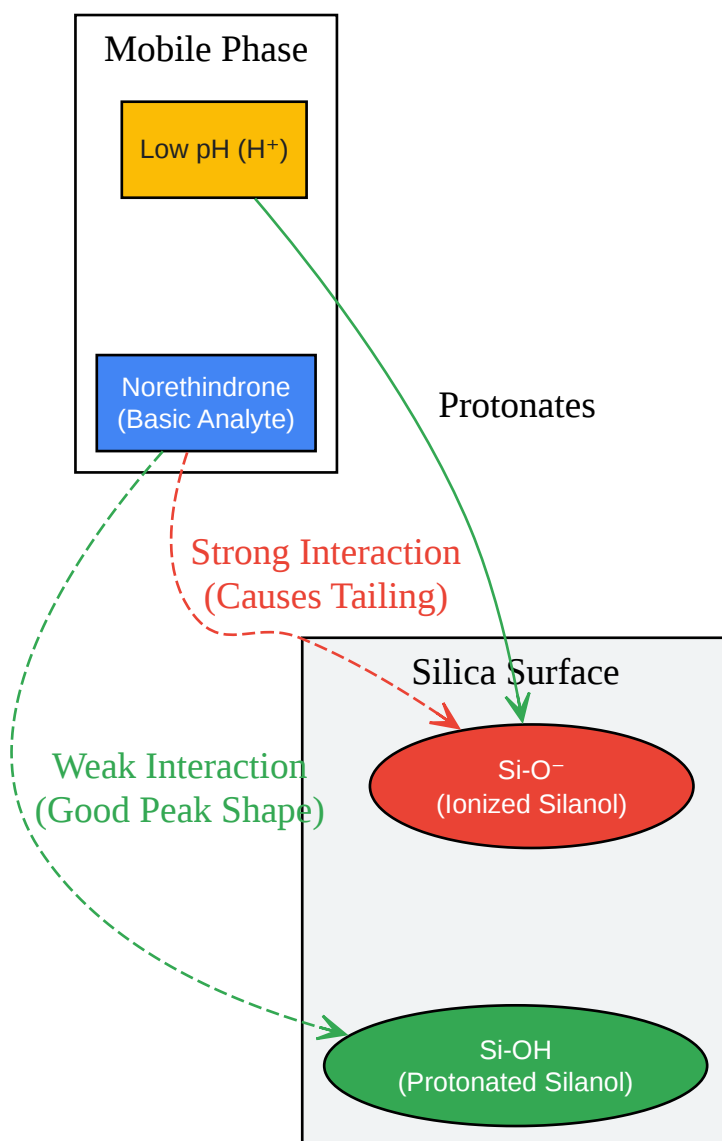 Mobile Phase
Low pH (H⁺)
Norethindrone
(Basic Analyte)
Protonates
Strong Interaction
(Causes Tailing)
Silica Surface
Weak Interaction
(Good Peak Shape)
Si-O⁻
(Ionized Silanol)
Si-OH
(Protonated Silanol)